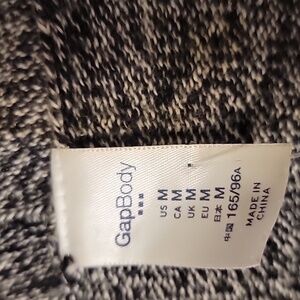 GapBody
US M
CA M
UK M
EU M
日本 M
中国 165/96A
MADE IN
CHINA